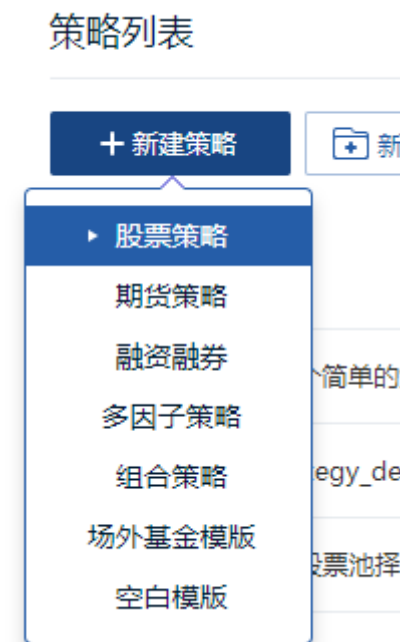 策略列表
新建策略
新
股票策略
期货策略
融资融券
多因子策略
组合策略
场外基金模版
空白模版
个简单的
tegy_de
股票池择